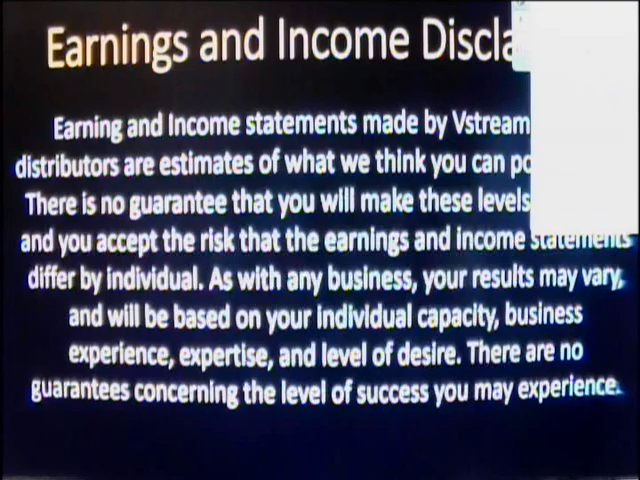 Earnings and Income Discla
Earning and Income statements made by Vstream
distributors are estimates of what we think you can po
There is no guarantee that you will make these levels
and you accept the risk that the earnings and income statements
differ by individual. As with any business, your results may vary,
and will be based on your individual capacity, business
experience, expertise, and level of desire. There are no
guarantees concerning the level of success you may experience.